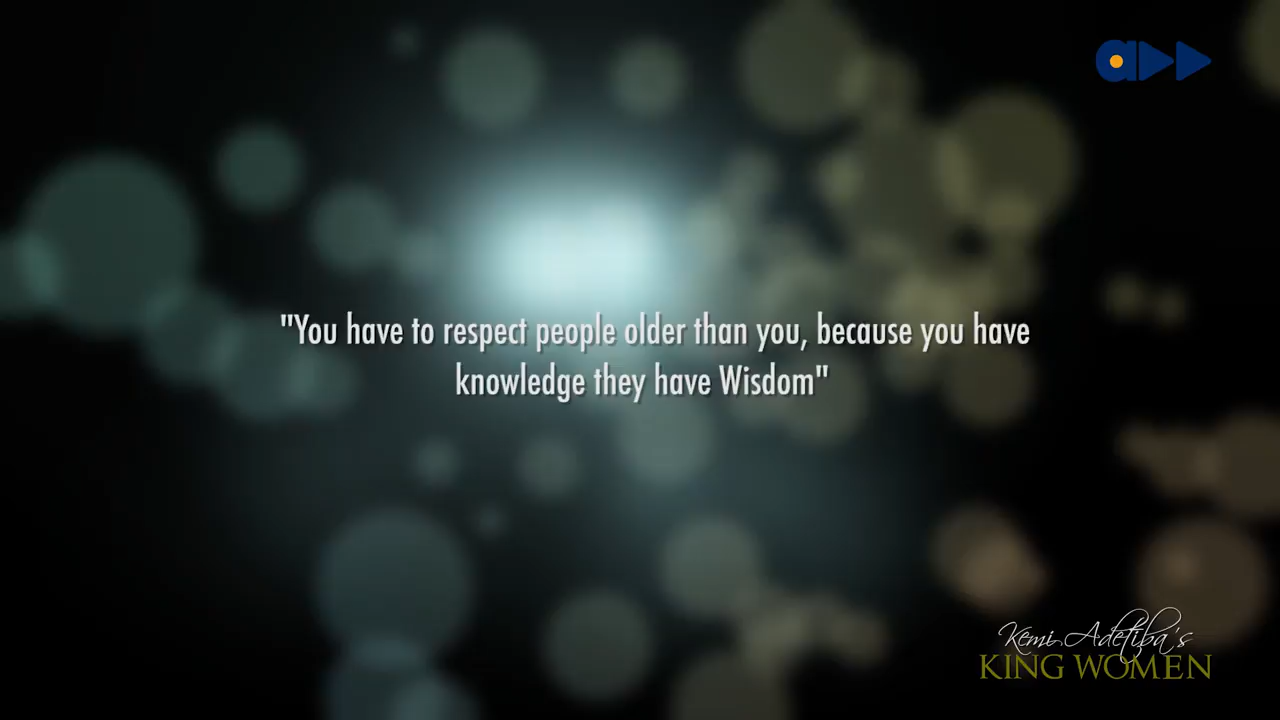 "You have to respect people older than you, because you have
knowledge they have Wisdom"
Kemi Adetiba's
KING WOMEN